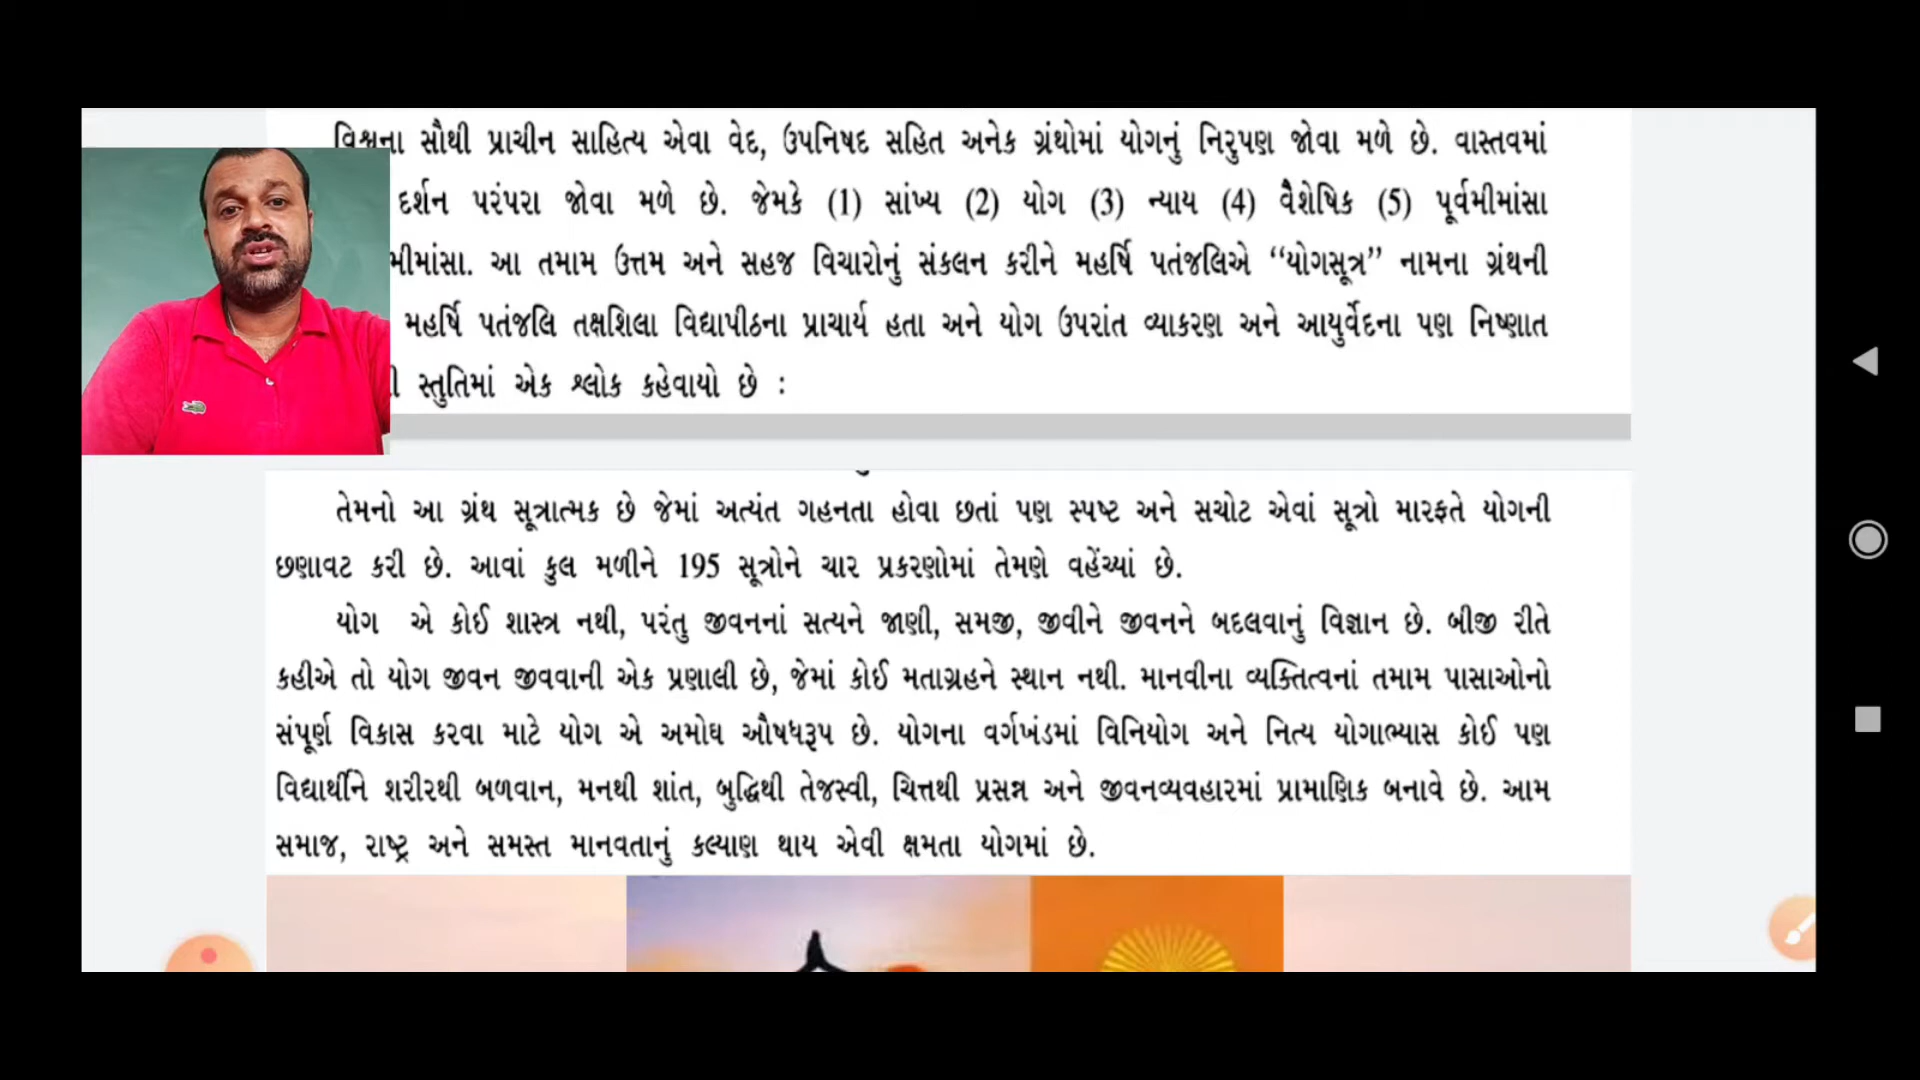 વિશ્વના સૌથી પ્રાચીન સાહિત્ય એવા વેદ, ઉપનિષદ સહિત અનેક ગ્રંથોમાં યોગનું નિરુપણ જોવા મળે છે. વાસ્તવમાં
દર્શન પરંપરા જોવા મળે છે. જેમકે (1) સાંખ્ય (2) યોગ (3) ન્યાય (4) વૈશેષિક (5) પૂર્વમીમાંસા
મીમાંસા. આ તમામ ઉત્તમ અને સહજ વિચારોનું સંકલન કરીને મહર્ષિ પતંજલિએ “યોગસૂત્ર” નામના ગ્રંથની
મહર્ષિ પતંજલિ તક્ષશિલા વિદ્યાપીઠના પ્રાચાર્ય હતા અને યોગ ઉપરાંત વ્યાકરણ અને આયુર્વેદના પણ નિષ્ણાત
સ્તુતિમાં એક શ્લોક કહેવાયો છે :
તેમનો આ ગ્રંથ સૂત્રાત્મક છે જેમાં અત્યંત ગહનતા હોવા છતાં પણ સ્પષ્ટ અને સચોટ એવાં સૂત્રો મારફતે યોગની
છણાવટ કરી છે. આવાં કુલ મળીને 195 સૂત્રોને ચાર પ્રકરણોમાં તેમણે વહેંચ્યાં છે.
યોગ એ કોઈ શાસ્ત્ર નથી, પરંતુ જીવનનાં સત્યને જાણી, સમજી, જીવીને જીવનને બદલવાનું વિજ્ઞાન છે. બીજી રીતે
કહીએ તો યોગ જીવન જીવવાની એક પ્રણાલી છે, જેમાં કોઈ મતાગ્રહને સ્થાન નથી. માનવીના વ્યક્તિત્વનાં તમામ પાસાઓનો
સંપૂર્ણ વિકાસ કરવા માટે યોગ એ અમોઘ ઔષધરૂપ છે. યોગના વર્ગખંડમાં વિનિયોગ અને નિત્ય યોગાભ્યાસ કોઈ પણ
વિદ્યાર્થીને શરીરથી બળવાન, મનથી શાંત, બુદ્ધિથી તેજસ્વી, ચિત્તથી પ્રસન્ન અને જીવનવ્યવહારમાં પ્રામાણિક બનાવે છે. આમ
સમાજ, રાષ્ટ્ર અને સમસ્ત માનવતાનું કલ્યાણ થાય એવી ક્ષમતા યોગમાં છે.